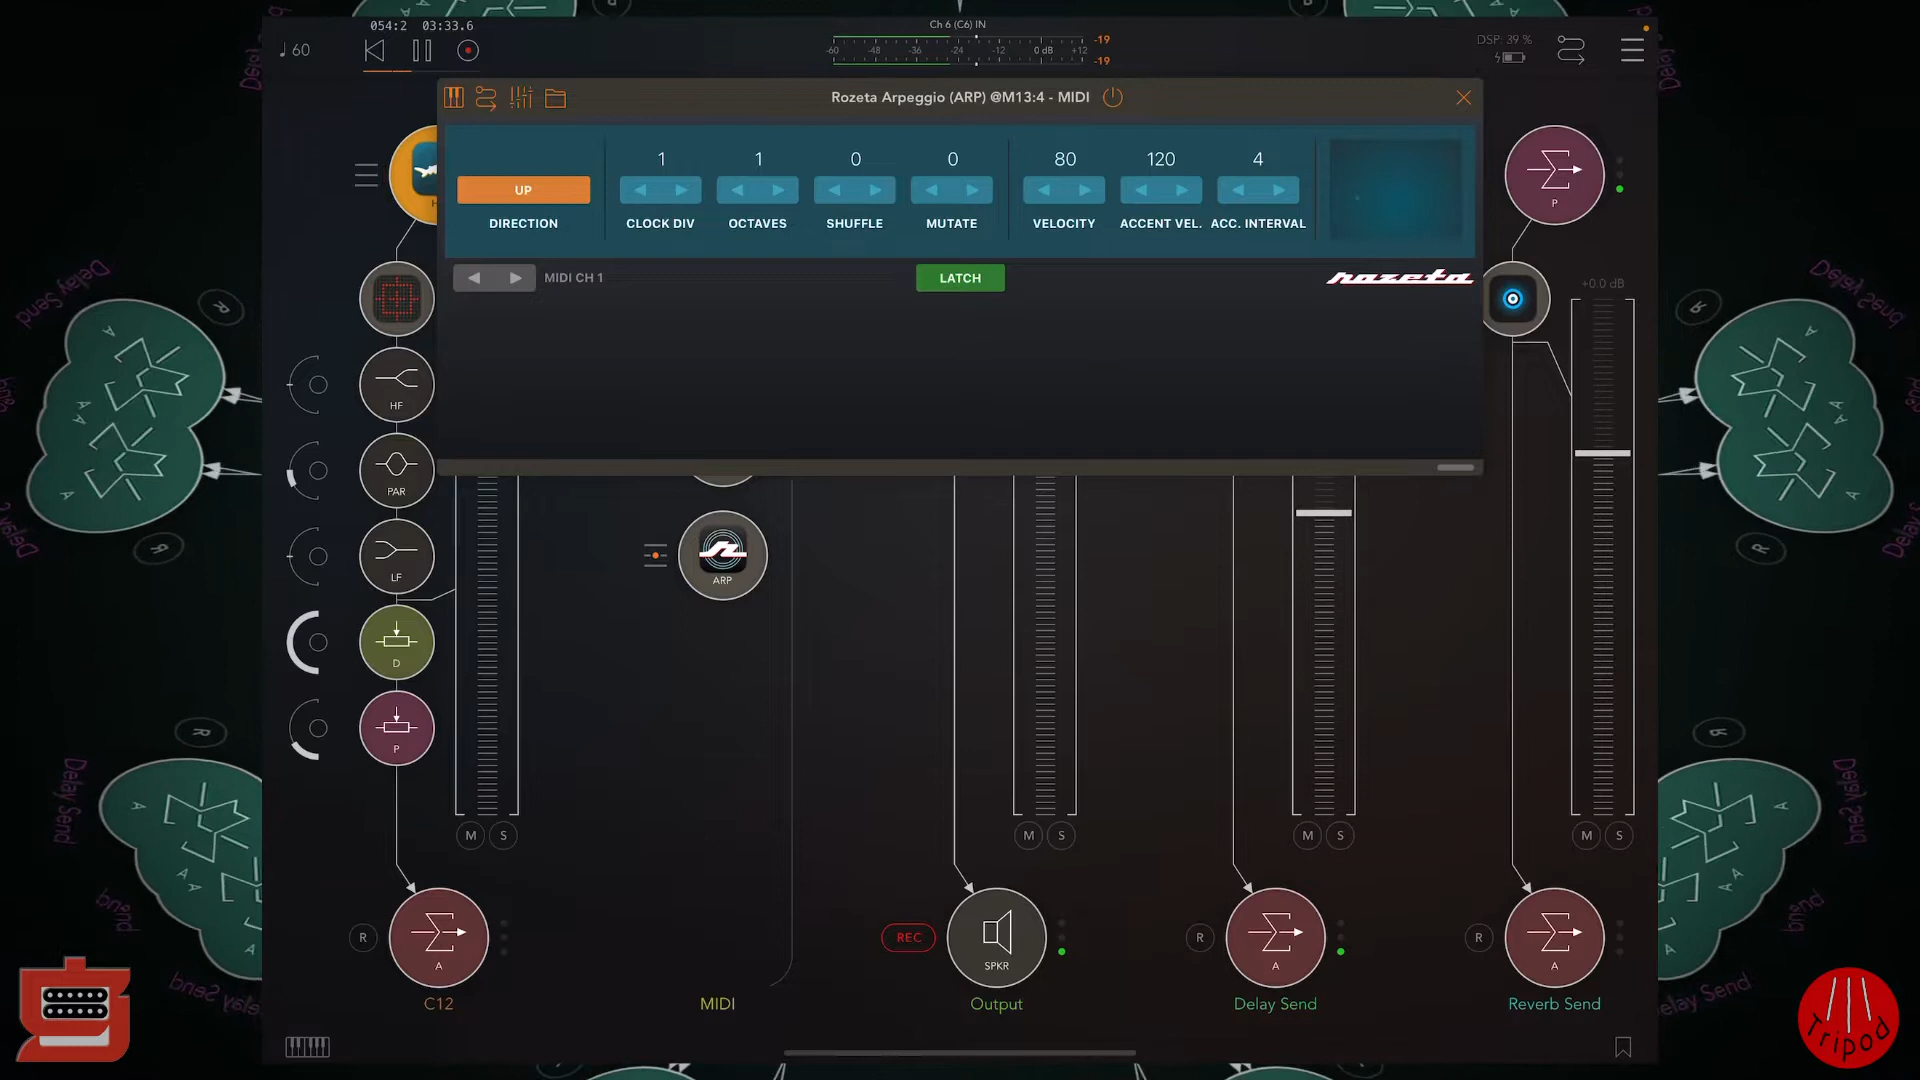 054:2 03:33.6
Ch 6 (C6) IN
60
-60 -48 -36 -24 -12 0 dB +12
-19
-19
DSP: 39 %
Rozeta Arpeggio (ARP) @M13:4 - MIDI
1 1 0 0 80 120 4
UP
DIRECTION CLOCK DIV OCTAVES SHUFFLE MUTATE VELOCITY ACCENT VEL. ACC. INTERVAL
MIDI CH 1
LATCH
rozeta
P
+0.0 dB
HF
PAR
LF
ARP
D
P
M S
M S
M S
M S
R
A
REC
SPKR
R
A
R
A
C12
MIDI
Output
Delay Send
Reverb Send
Tripod
Delay Send
Delay Send
Delay Send